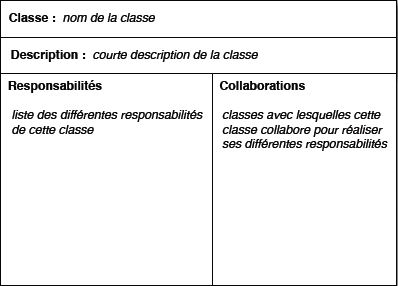 Classe : nom de la classe
Description : courte description de la classe
Responsabilités
liste des différentes responsabilités
de cette classe
Collaborations
classes avec lesquelles cette
classe collabore pour réaliser
ses différentes responsabilités